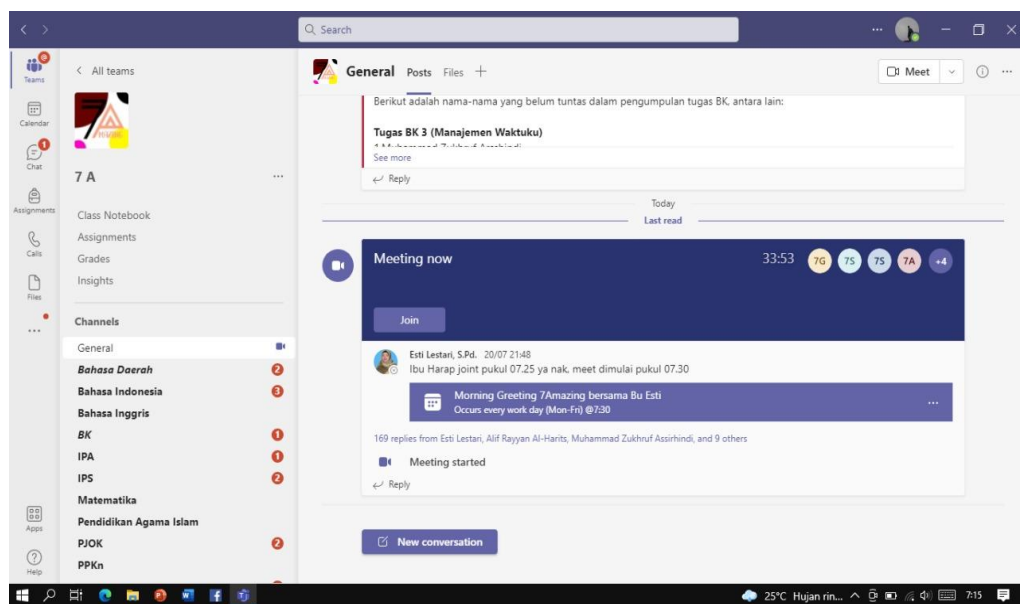 Search
Teams
Calendar
Chat
Assignments
Calls
Files
Apps
Help
All teams
7A
7 A
Class Notebook
Assignments
Grades
Insights
Channels
General
Bahasa Daerah 2
Bahasa Indonesia 3
Bahasa Inggris
BK 1
IPA 1
IPS 2
Matematika
Pendidikan Agama Islam
PJOK 2
PPKn
General Posts Files
Meet
Berikut adalah nama-nama yang belum tuntas dalam pengumpulan tugas BK, antara lain:
Tugas BK 3 (Manajemen Waktuku)
See more
Reply
Today
Last read
Meeting now 33:53 7G 7S 7S 7A +4
Join
Esti Lestari, S.Pd. 20/07 21:48
Ibu Harap joint pukul 07.25 ya nak, meet dimulai pukul 07.30
Morning Greeting 7Amazing bersama Bu Esti
Occurs every work day (Mon-Fri) @7:30
169 replies from Esti Lestari, Alif Rayyan Al-Harits, Muhammad Zukhruf Assirhindi, and 9 others
Meeting started
Reply
New conversation
25°C Hujan rin... 7:15